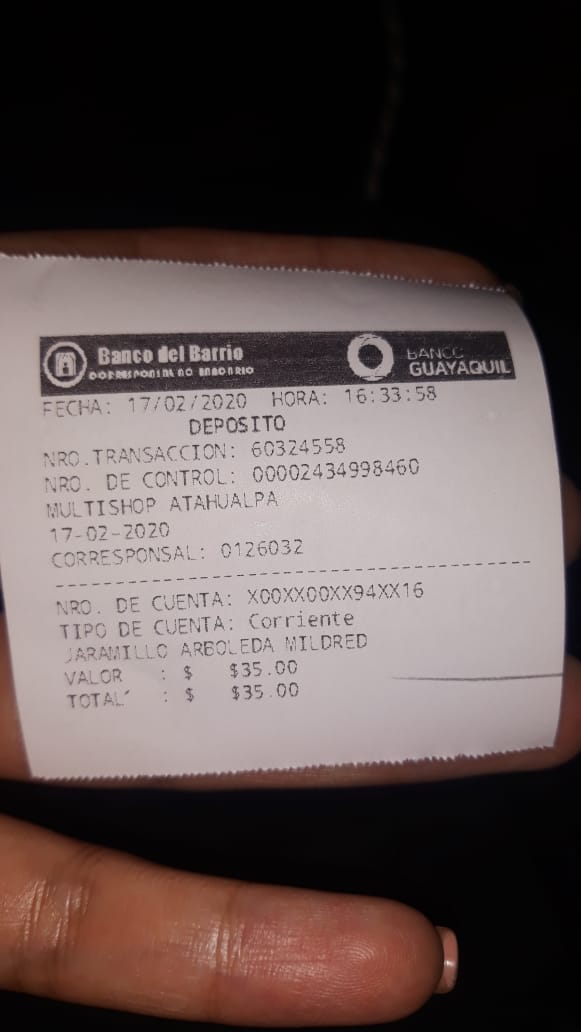 Banco del Barrio
CORRESPONSAL NO BANCARIO
BANCO
GUAYAQUIL
FECHA: 17/02/2020 HORA: 16:33:58
DEPOSITO
NRO.TRANSACCION: 60324558
NRO. DE CONTROL: 00002434998460
MULTISHOP ATAHUALPA
17-02-2020
CORRESPONSAL: 0126032
NRO. DE CUENTA: X00XX00XX94XX16
TIPO DE CUENTA: Corriente
JARAMILLO ARBOLEDA MILDRED
VALOR : $ $35.00
TOTAL : $ $35.00